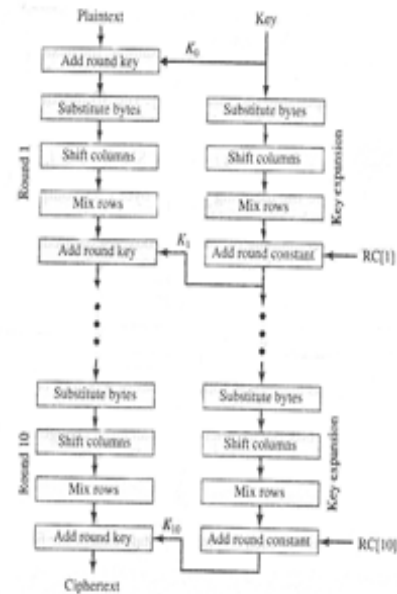 Plaintext
Key
Add round key
K0
Substitute bytes
Substitute bytes
Round 1
Shift columns
Shift columns
Key expansion
Mix rows
Mix rows
Add round key
K1
Add round constant
RC[1]
Substitute bytes
Substitute bytes
Round 10
Shift columns
Shift columns
Key expansion
Mix rows
Mix rows
Add round key
K10
Add round constant
RC[10]
Ciphertext